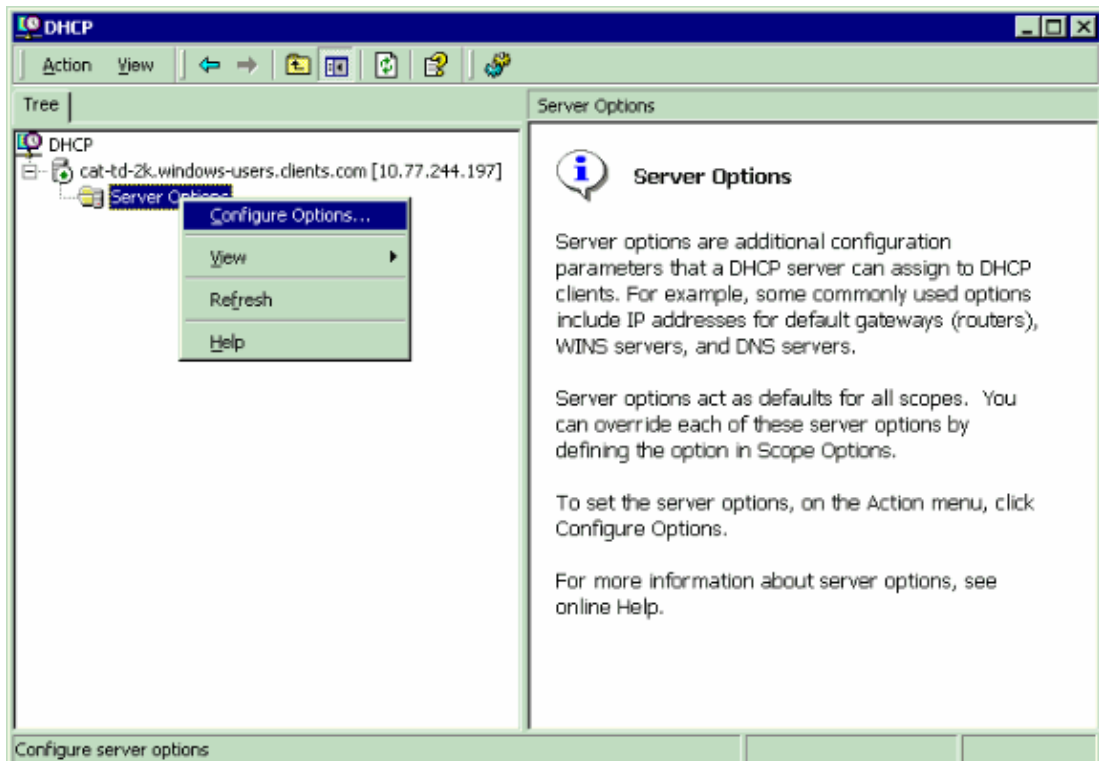 DHCP
Action View
Tree
Server Options
DHCP
cat-td-2k.windows-users.clients.com [10.77.244.197]
Server Options
Configure Options...
View
Refresh
Help
Server Options
Server options are additional configuration
parameters that a DHCP server can assign to DHCP
clients. For example, some commonly used options
include IP addresses for default gateways (routers),
WINS servers, and DNS servers.
Server options act as defaults for all scopes. You
can override each of these server options by
defining the option in Scope Options.
To set the server options, on the Action menu, click
Configure Options.
For more information about server options, see
online Help.
Configure server options